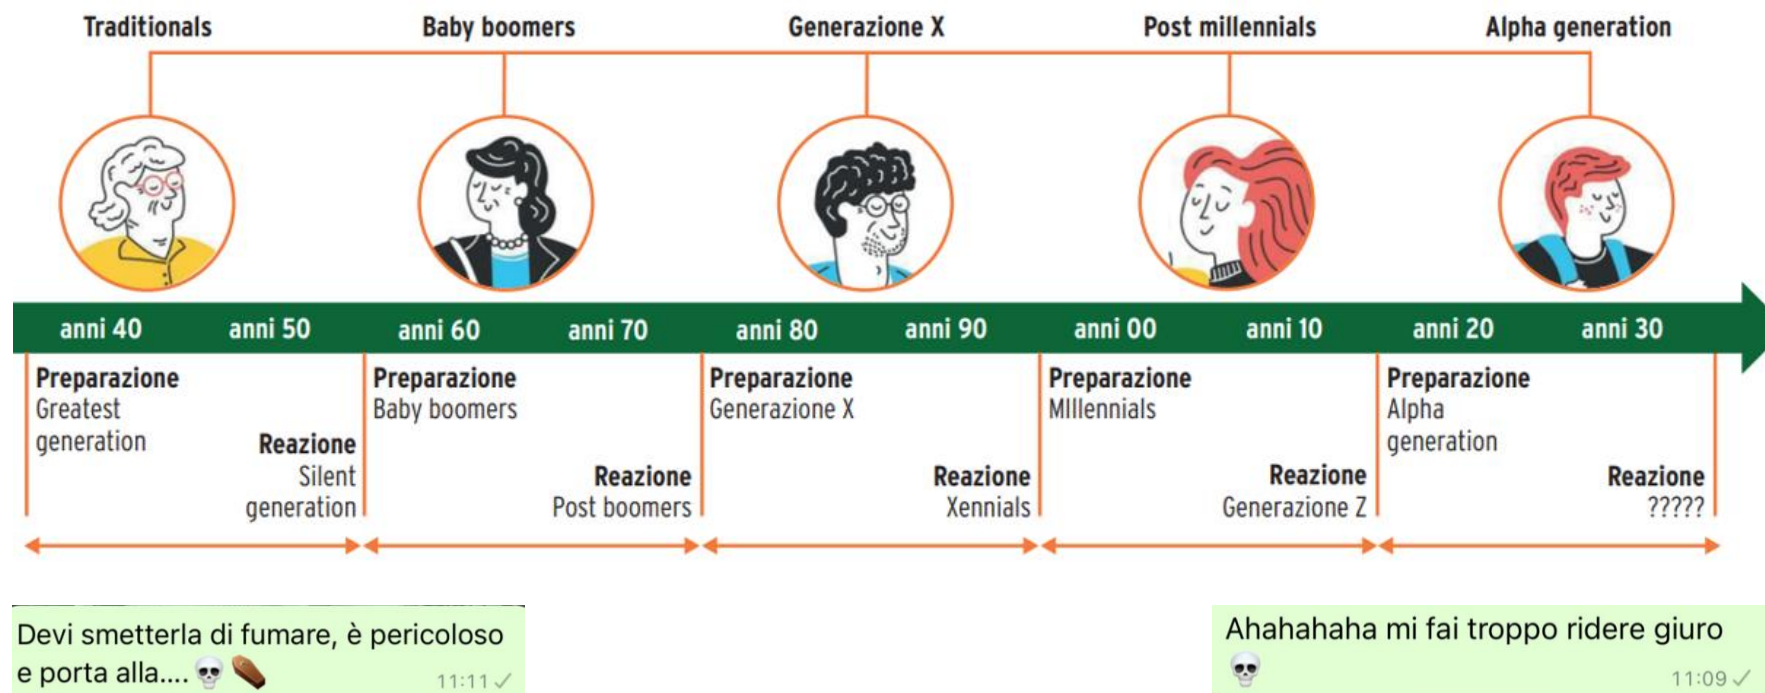 Traditionals
Baby boomers
Generazione X
Post millennials
Alpha generation
anni 40 anni 50 anni 60 anni 70 anni 80 anni 90 anni 00 anni 10 anni 20 anni 30
Preparazione
Greatest
generation
Reazione
Silent
generation
Preparazione
Baby boomers
Reazione
Post boomers
Preparazione
Generazione X
Reazione
Xennials
Preparazione
MIllennials
Reazione
Generazione Z
Preparazione
Alpha
generation
Reazione
?????
Devi smetterla di fumare, è pericoloso
e porta alla.... 💀⚰️ 11:11 ✓
Ahahahaha mi fai troppo ridere giuro
💀 11:09 ✓